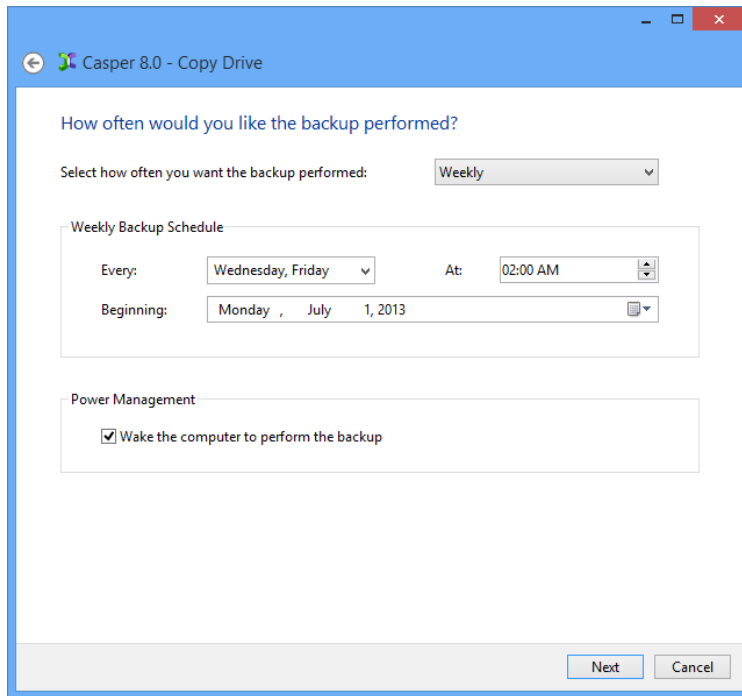 Casper 8.0 - Copy Drive
How often would you like the backup performed?
Select how often you want the backup performed: Weekly
Weekly Backup Schedule
Every: Wednesday, Friday At: 02:00 AM
Beginning: Monday , July 1, 2013
Power Management
Wake the computer to perform the backup
Next Cancel